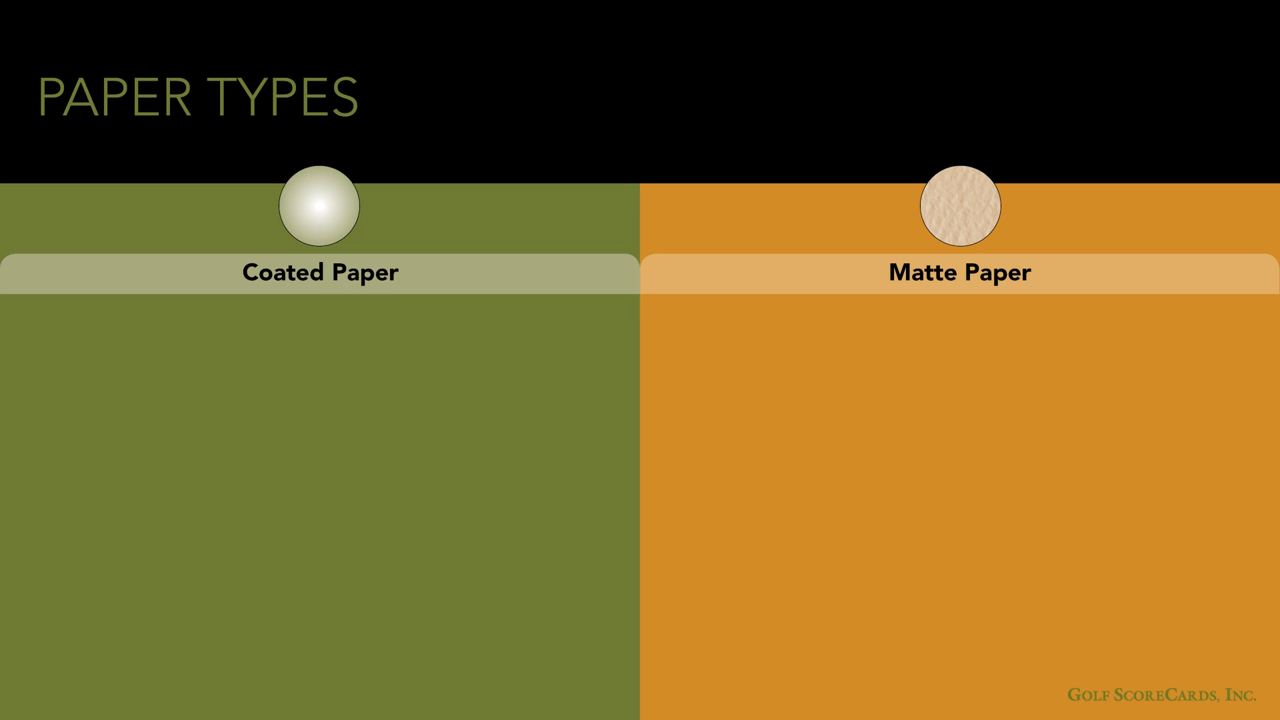 PAPER TYPES
Coated Paper
Matte Paper
Golf ScoreCards, Inc.